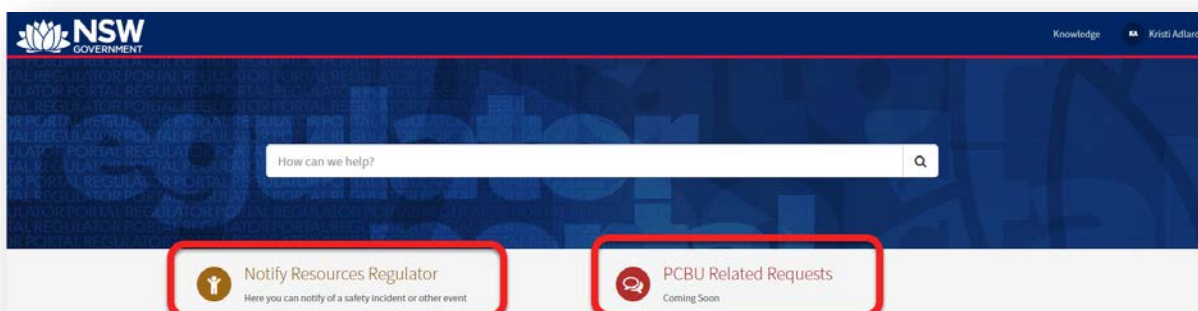 NSW
GOVERNMENT
Knowledge
KA
Kristi Adlard
How can we help?
Notify Resources Regulator
Here you can notify of a safety incident or other event
PCBU Related Requests
Coming Soon